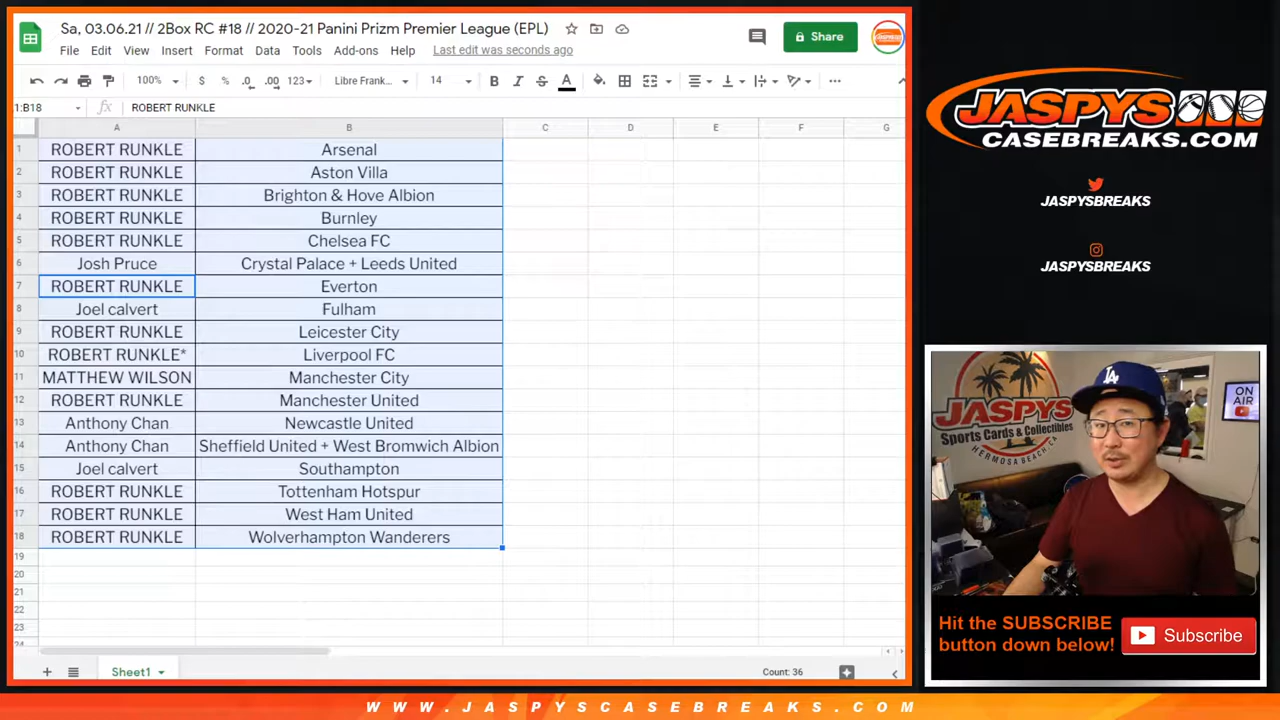 Sa, 03.06.21 // 2Box RC #18 // 2020-21 Panini Prizm Premier League (EPL)
File Edit View Insert Format Data Tools Add-ons Help Last edit was seconds ago
Share
100% $ % .0 .00 123 Libre Frank... 14 B I S A
1:B18 fx ROBERT RUNKLE
A B C D E F G
1 ROBERT RUNKLE Arsenal
2 ROBERT RUNKLE Aston Villa
3 ROBERT RUNKLE Brighton & Hove Albion
4 ROBERT RUNKLE Burnley
5 ROBERT RUNKLE Chelsea FC
6 Josh Pruce Crystal Palace + Leeds United
7 ROBERT RUNKLE Everton
8 Joel calvert Fulham
9 ROBERT RUNKLE Leicester City
10 ROBERT RUNKLE* Liverpool FC
11 MATTHEW WILSON Manchester City
12 ROBERT RUNKLE Manchester United
13 Anthony Chan Newcastle United
14 Anthony Chan Sheffield United + West Bromwich Albion
15 Joel calvert Southampton
16 ROBERT RUNKLE Tottenham Hotspur
17 ROBERT RUNKLE West Ham United
18 ROBERT RUNKLE Wolverhampton Wanderers
19
20
21
22
23
24
Sheet1 Count: 36
JASPYS
CASEBREAKS.COM
JASPYSBREAKS
JASPYSBREAKS
JASPYS
Sports Cards & Collectibles
HERMOSA BEACH, CA
LA
ON
AIR
Hit the SUBSCRIBE
button down below!
Subscribe
WWW.JASPYSCASEBREAKS.COM